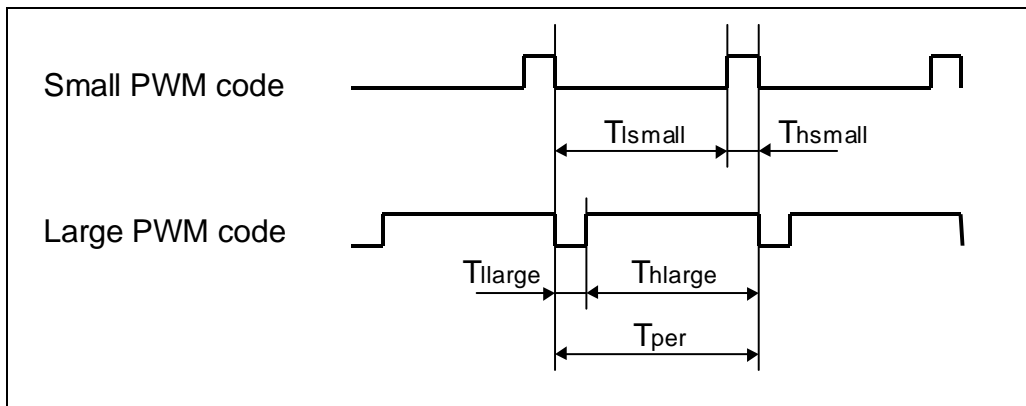 Small PWM code
Tlsmall Thsmall
Large PWM code
Tllarge Thlarge
Tper